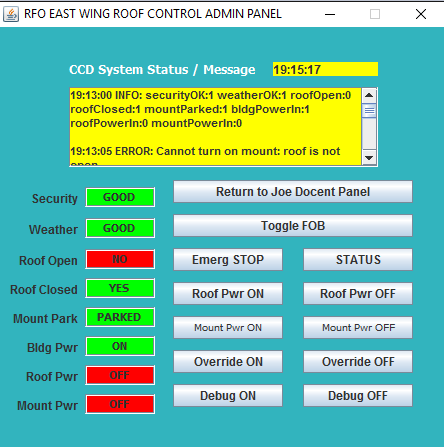 RFO EAST WING ROOF CONTROL ADMIN PANEL
CCD System Status / Message 19:15:17
19:13:00 INFO: securityOK:1 weatherOK:1 roofOpen:0
roofClosed:1 mountParked:1 bldgPowerIn:1
roofPowerIn:0 mountPowerIn:0
19:13:05 ERROR: Cannot turn on mount: roof is not
open
Security GOOD Return to Joe Docent Panel
Weather GOOD Toggle FOB
Roof Open NO Emerg STOP STATUS
Roof Closed YES Roof Pwr ON Roof Pwr OFF
Mount Park PARKED Mount Pwr ON Mount Pwr OFF
Bldg Pwr ON Override ON Override OFF
Roof Pwr OFF Debug ON Debug OFF
Mount Pwr OFF